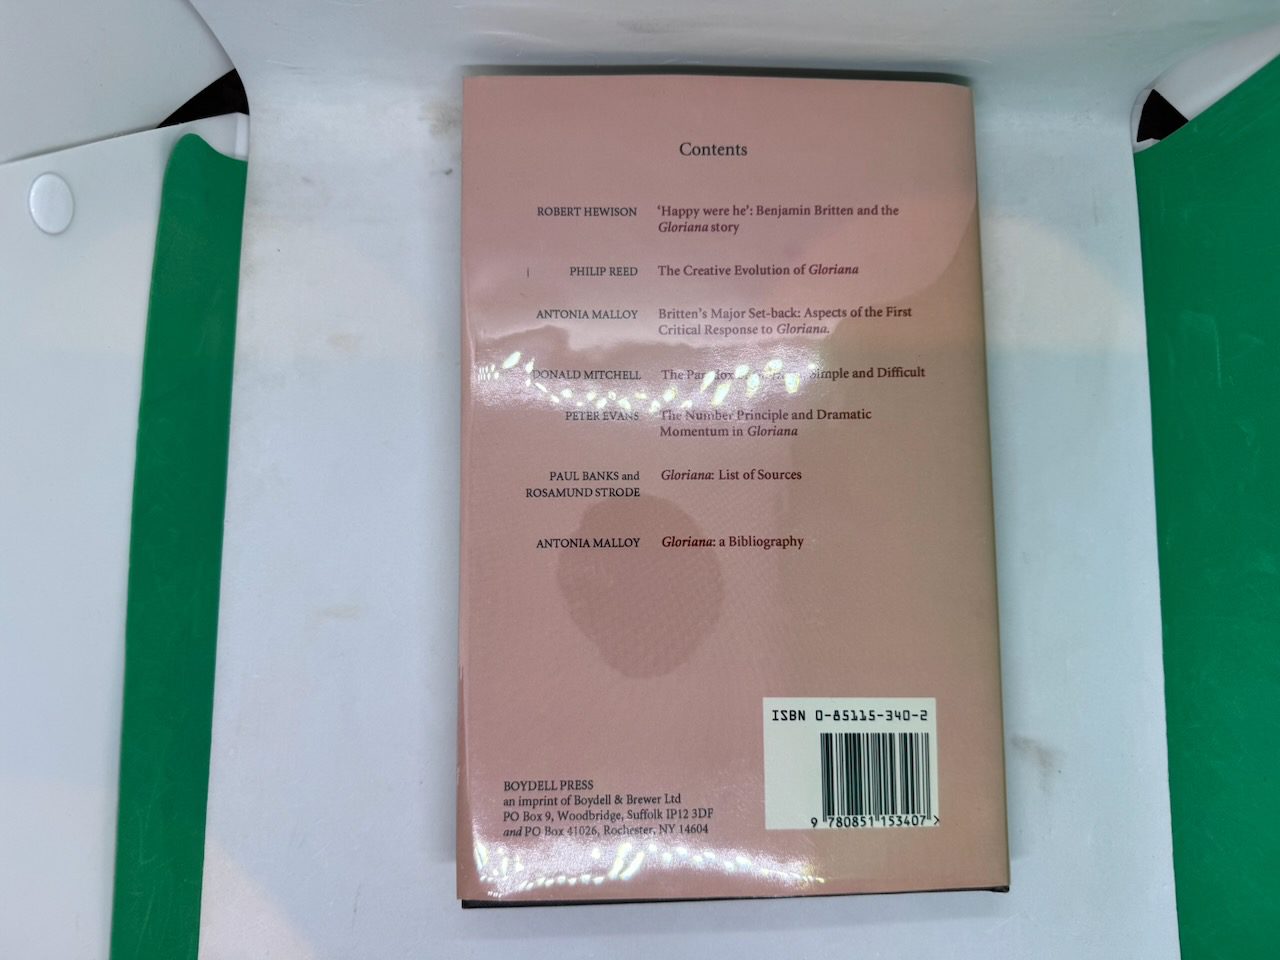 Contents
ROBERT HEWISON ‘Happy were he’: Benjamin Britten and the
Gloriana story
PHILIP REED The Creative Evolution of Gloriana
ANTONIA MALLOY Britten’s Major Set-back: Aspects of the First
Critical Response to Gloriana.
DONALD MITCHELL The Simple and Difficult
PETER EVANS The Number Principle and Dramatic
Momentum in Gloriana
PAUL BANKS and Gloriana: List of Sources
ROSAMUND STRODE
ANTONIA MALLOY Gloriana: a Bibliography
ISBN 0-85115-340-2
9 780851 153407 >
BOYDELL PRESS
an imprint of Boydell & Brewer Ltd
PO Box 9, Woodbridge, Suffolk IP12 3DF
and PO Box 41026, Rochester, NY 14604